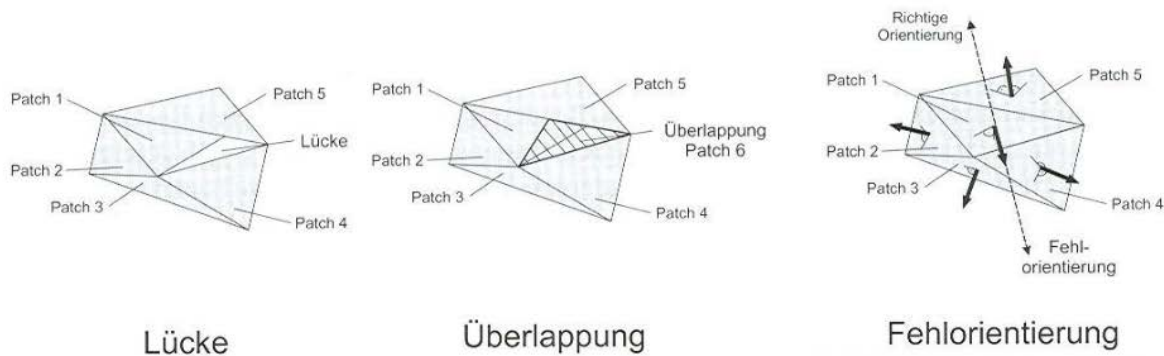 Patch 1
Patch 5
Lücke
Patch 2
Patch 3
Patch 4
Lücke
Patch 1
Patch 5
Überlappung
Patch 6
Patch 2
Patch 3
Patch 4
Überlappung
Richtige
Orientierung
Patch 1
Patch 5
Patch 2
Patch 3
Patch 4
Fehl-
orientierung
Fehlorientierung